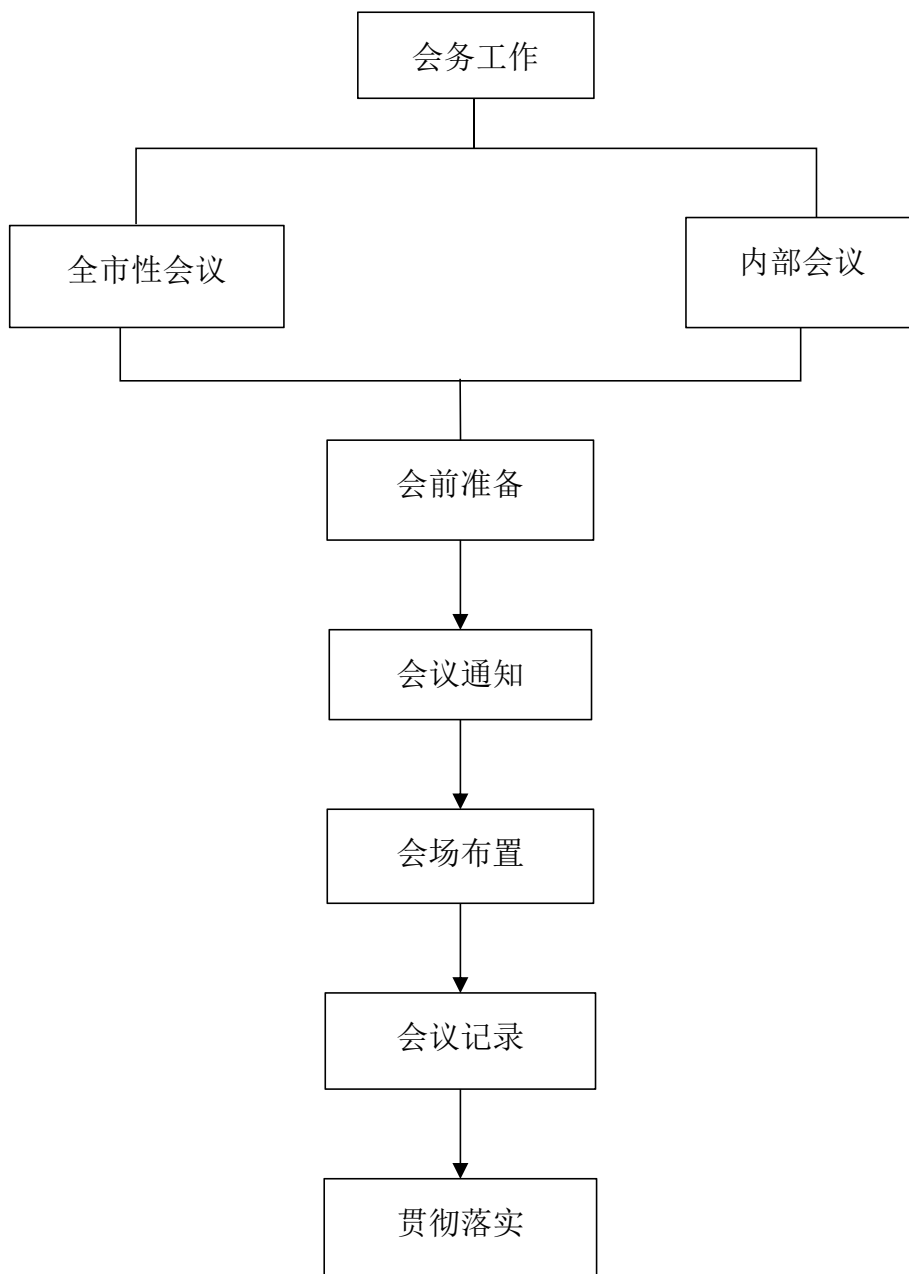 会务工作
全市性会议
内部会议
会前准备
会议通知
会场布置
会议记录
贯彻落实